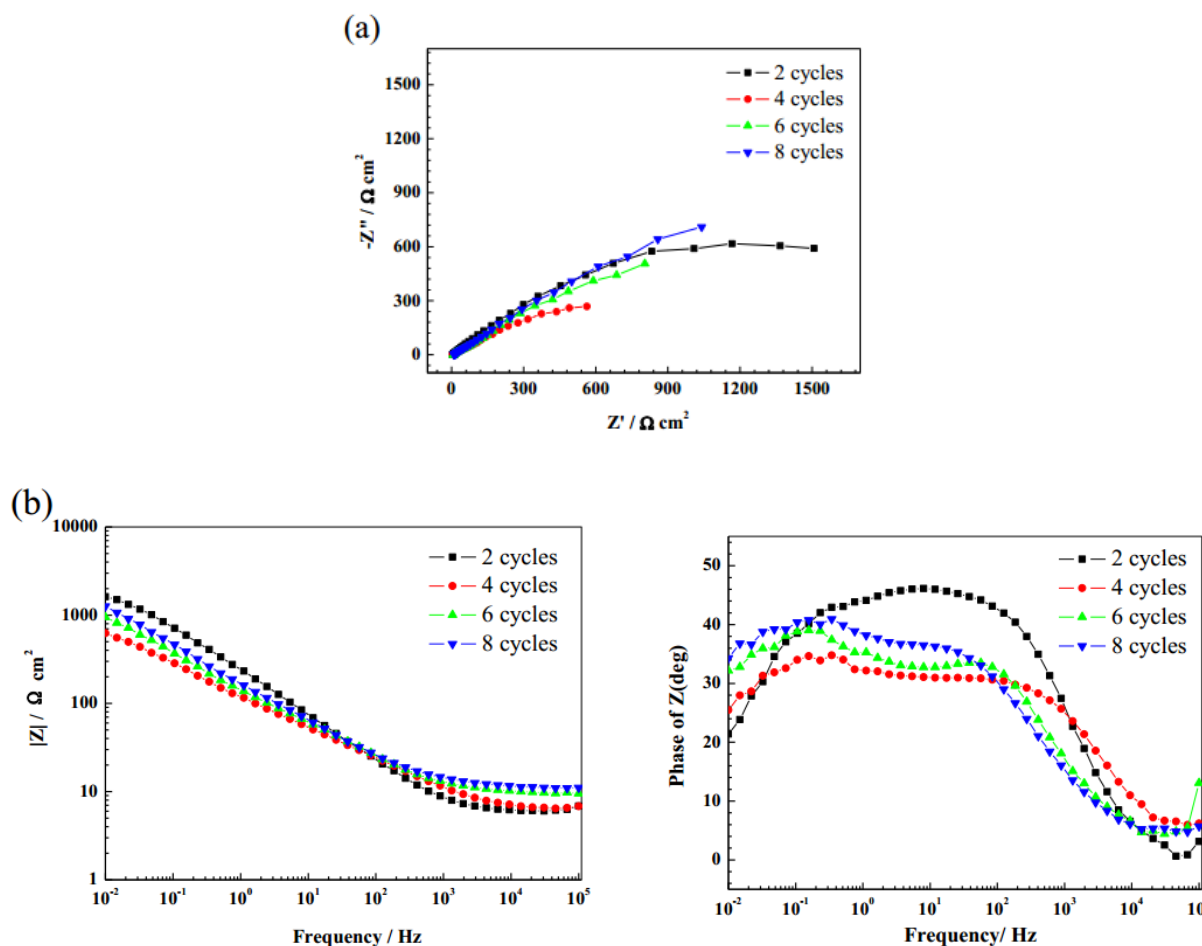 (a)
1500
1200
900
600
300
0
-Z'' / Ω cm²
2 cycles
4 cycles
6 cycles
8 cycles
0 300 600 900 1200 1500
Z' / Ω cm²
(b)
10000
1000
100
10
1
|Z| / Ω cm²
2 cycles
4 cycles
6 cycles
8 cycles
10⁻² 10⁻¹ 10⁰ 10¹ 10² 10³ 10⁴ 10⁵
Frequency / Hz
50
40
30
20
10
0
Phase of Z(deg)
2 cycles
4 cycles
6 cycles
8 cycles
10⁻² 10⁻¹ 10⁰ 10¹ 10² 10³ 10⁴ 10
Frequency/ Hz